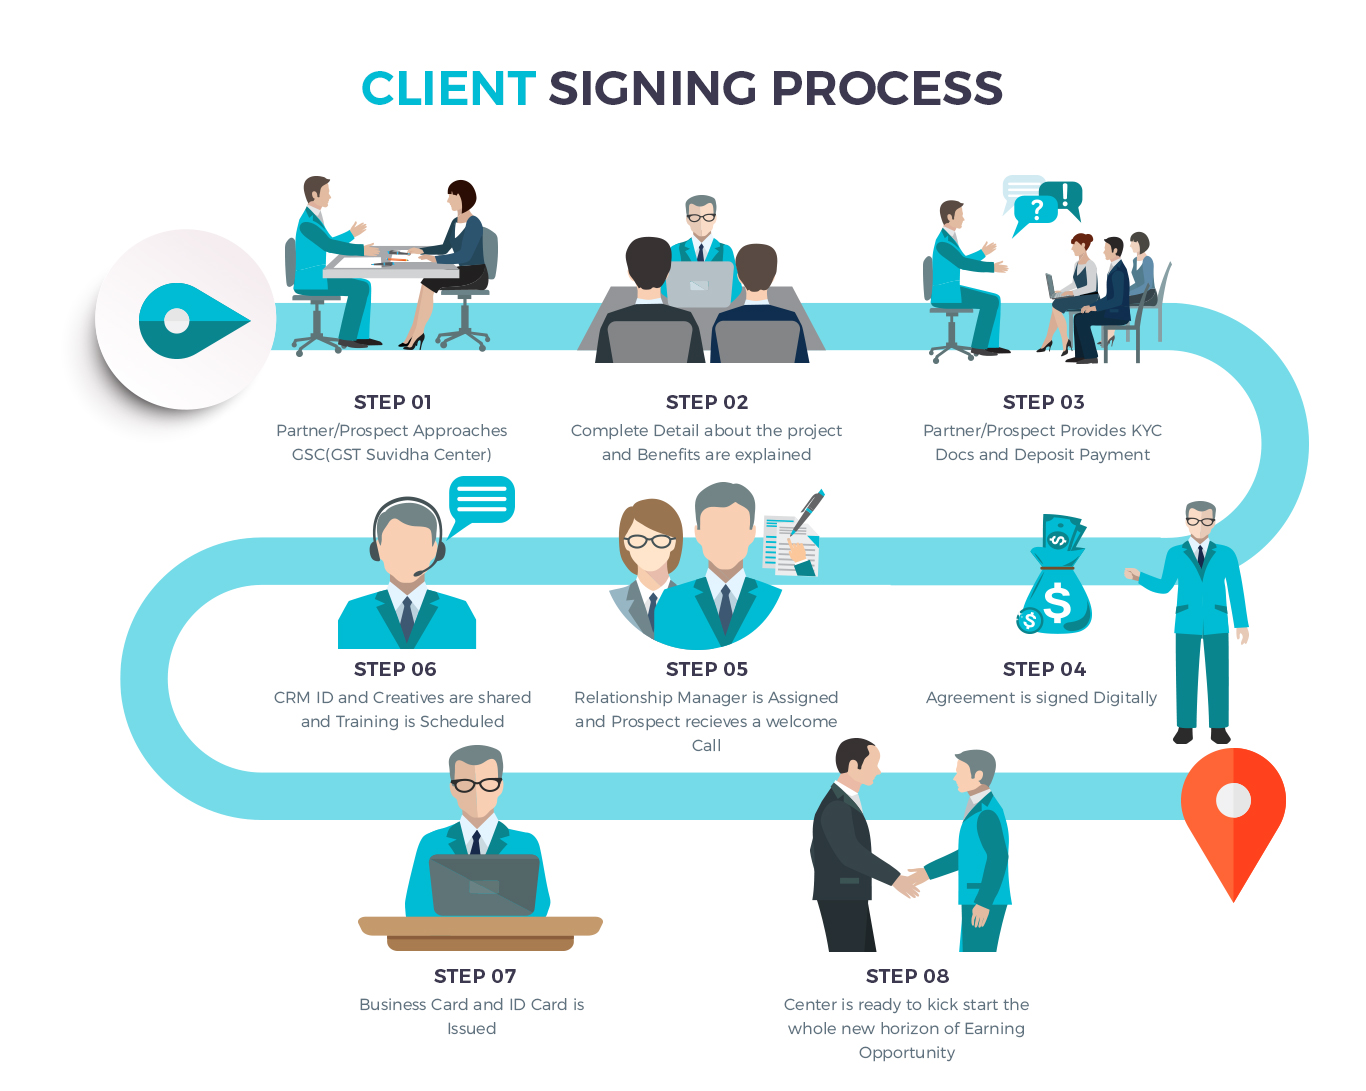 CLIENT SIGNING PROCESS
STEP 01
Partner/Prospect Approaches
GSC(GST Suvidha Center)
STEP 02
Complete Detail about the project
and Benefits are explained
? !
STEP 03
Partner/Prospect Provides KYC
Docs and Deposit Payment
$
$
$
STEP 04
Agreement is signed Digitally
STEP 05
Relationship Manager is Assigned
and Prospect recieves a welcome
Call
STEP 06
CRM ID and Creatives are shared
and Training is Scheduled
STEP 07
Business Card and ID Card is
Issued
STEP 08
Center is ready to kick start the
whole new horizon of Earning
Opportunity